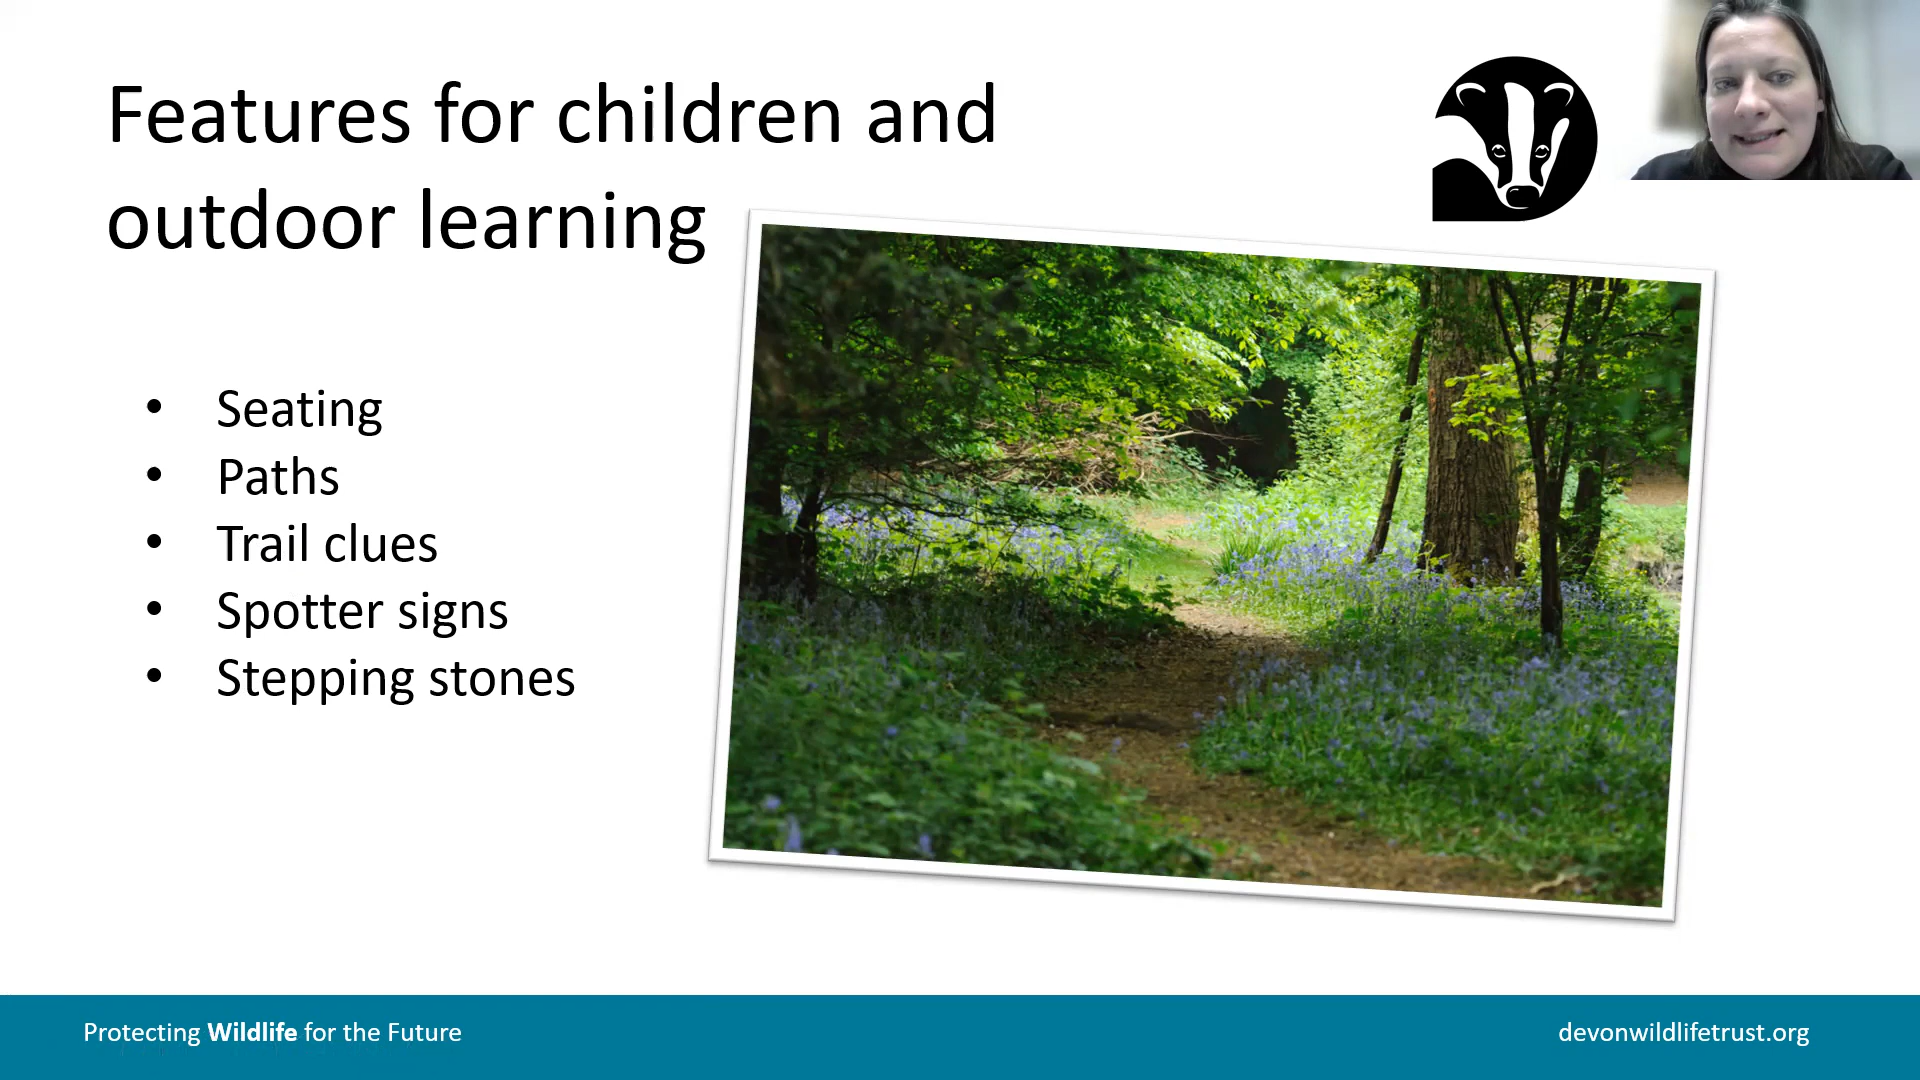 Features for children and
outdoor learning
• Seating
• Paths
• Trail clues
• Spotter signs
• Stepping stones
Protecting Wildlife for the Future
devonwildlifetrust.org